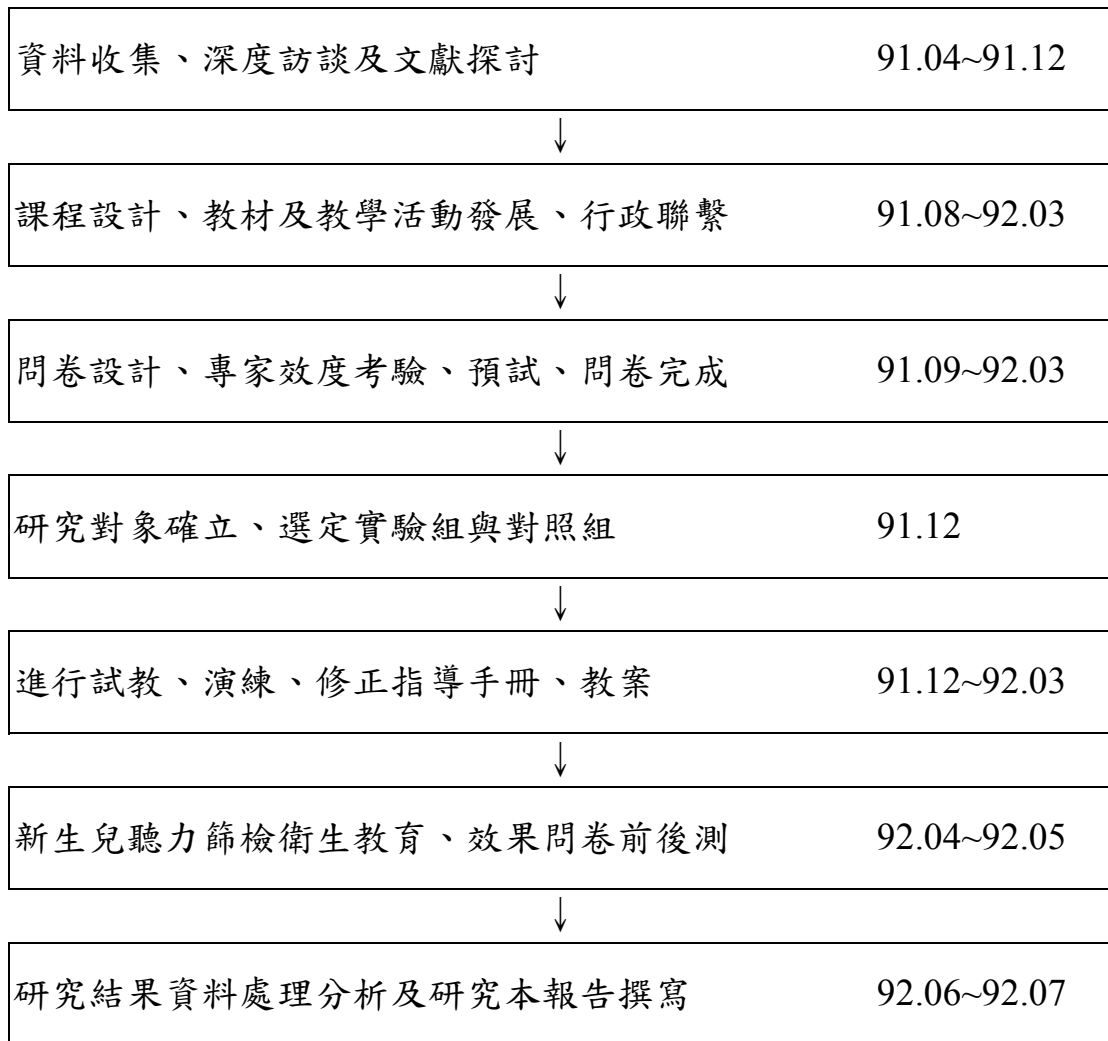 資料收集、深度訪談及文獻探討 91.04~91.12
↓
課程設計、教材及教學活動發展、行政聯繫 91.08~92.03
↓
問卷設計、專家效度考驗、預試、問卷完成 91.09~92.03
↓
研究對象確立、選定實驗組與對照組 91.12
↓
進行試教、演練、修正指導手冊、教案 91.12~92.03
↓
新生兒聽力篩檢衛生教育、效果問卷前後測 92.04~92.05
↓
研究結果資料處理分析及研究本報告撰寫 92.06~92.07